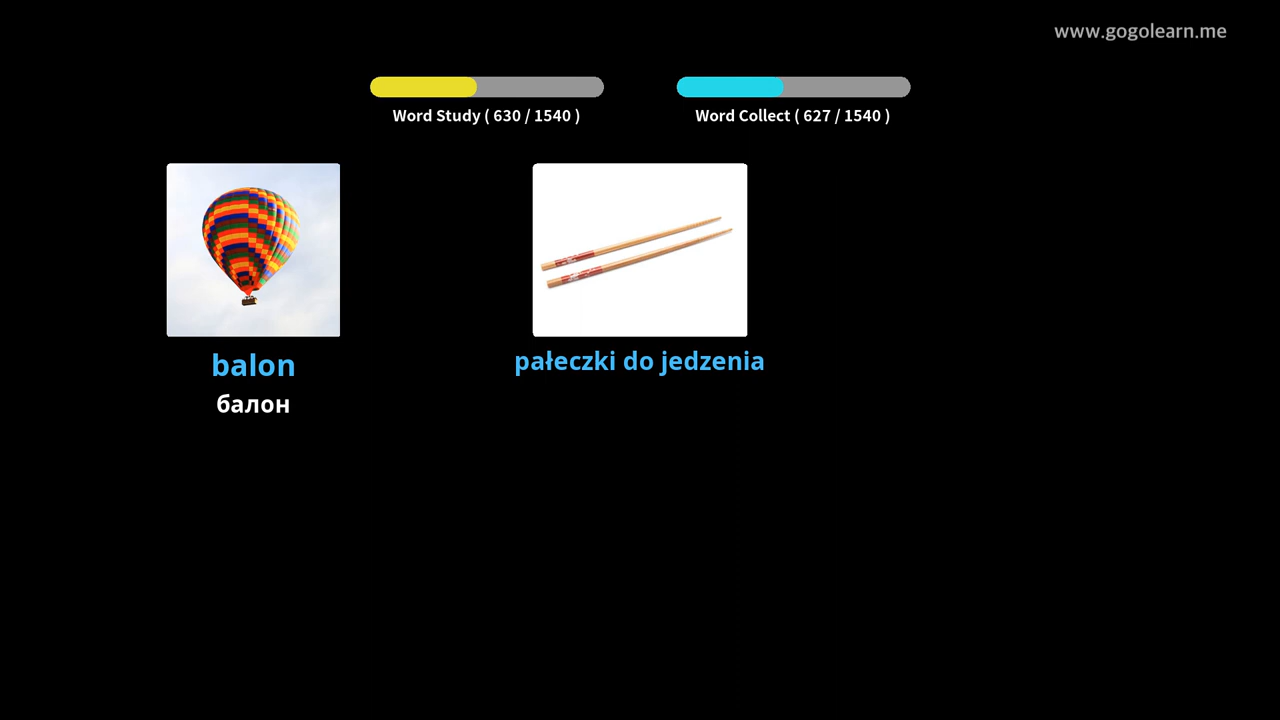 www.gogolearn.me
Word Study ( 630 / 1540 )
Word Collect ( 627 / 1540 )
balon
балон
pałeczki do jedzenia